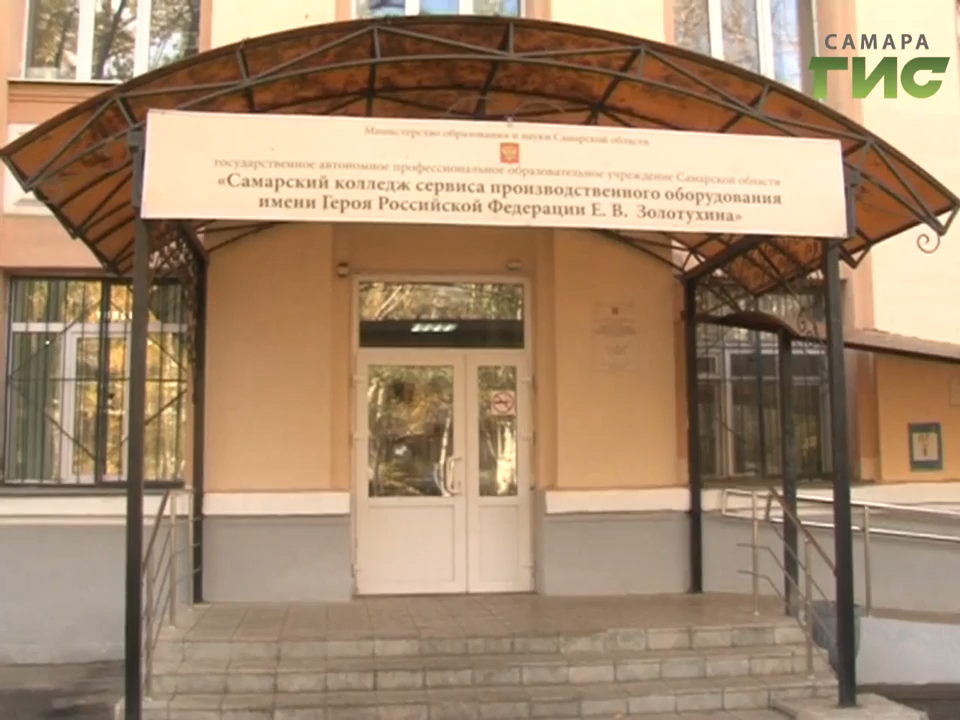 САМАРА
ГИС
Министерство образования и науки Самарской области
государственное автономное профессиональное образовательное учреждение Самарской области
«Самарский колледж сервиса производственного оборудования
имени Героя Российской Федерации Е. В. Золотухина»